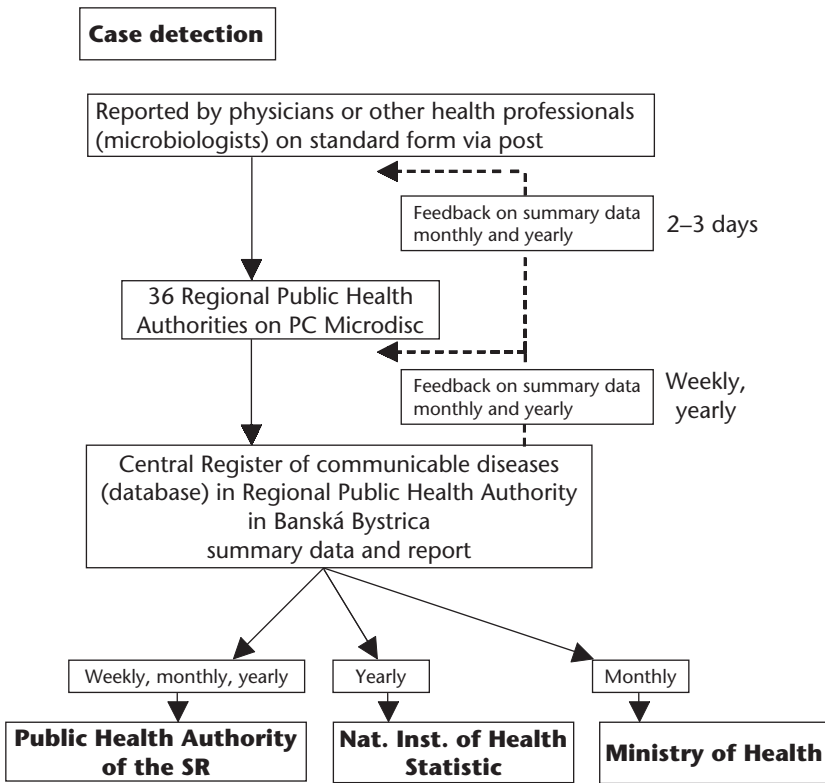 Case detection
Reported by physicians or other health professionals
(microbiologists) on standard form via post
Feedback on summary data
monthly and yearly
2–3 days
36 Regional Public Health
Authorities on PC Microdisc
Feedback on summary data
monthly and yearly
Weekly,
yearly
Central Register of communicable diseases
(database) in Regional Public Health Authority
in Banská Bystrica
summary data and report
Weekly, monthly, yearly
Yearly
Monthly
Public Health Authority
of the SR
Nat. Inst. of Health
Statistic
Ministry of Health